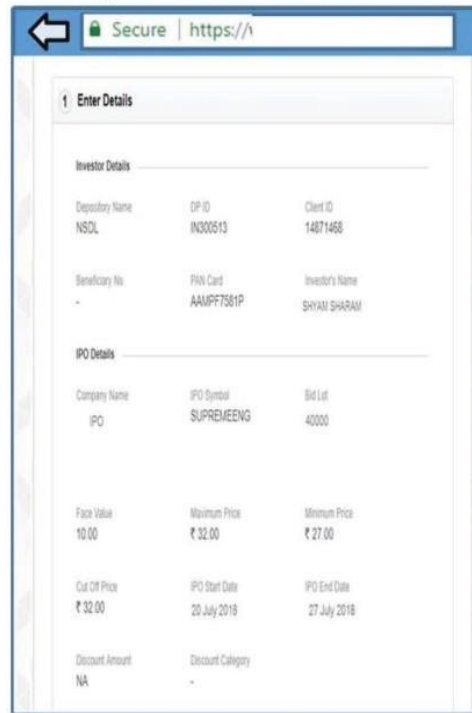 Secure | https://v
1 Enter Details
Investor Details
Depository Name DP ID Client ID
NSDL IN300513 14871468
Beneficiary No PAN Card Investor's Name
- AAMPF7581P SHYAM SHARAM
IPO Details
Company Name IPO Symbol Bid Lot
IPO SUPREMEENG 40000
Face Value Maximum Price Minimum Price
10.00 ₹ 32.00 ₹ 27.00
Cut Off Price IPO Start Date IPO End Date
₹ 32.00 20 July 2018 27 July 2018
Discount Amount Discount Category
NA -